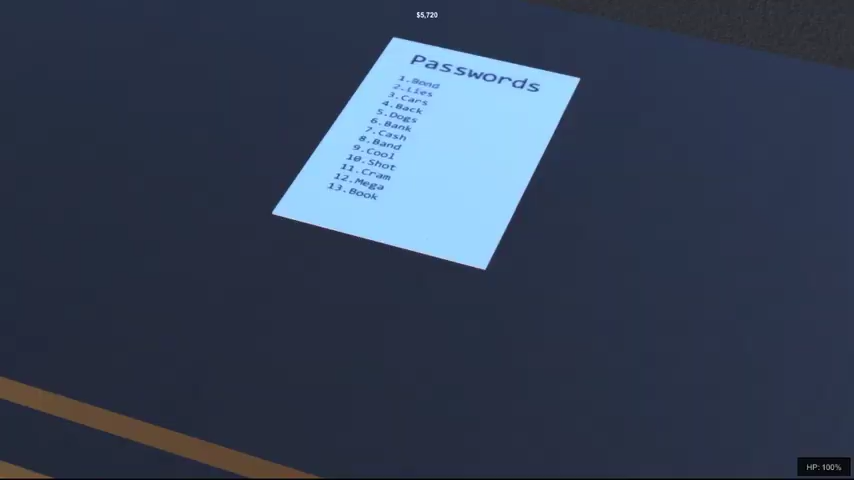 $5,720
Passwords
1.Bond
2.Lies
3.Cars
4.Back
5.Dogs
6.Bank
7.Cash
8.Band
9.Cool
10.Shot
11.Cram
12.Mega
13.Book
HP: 100%